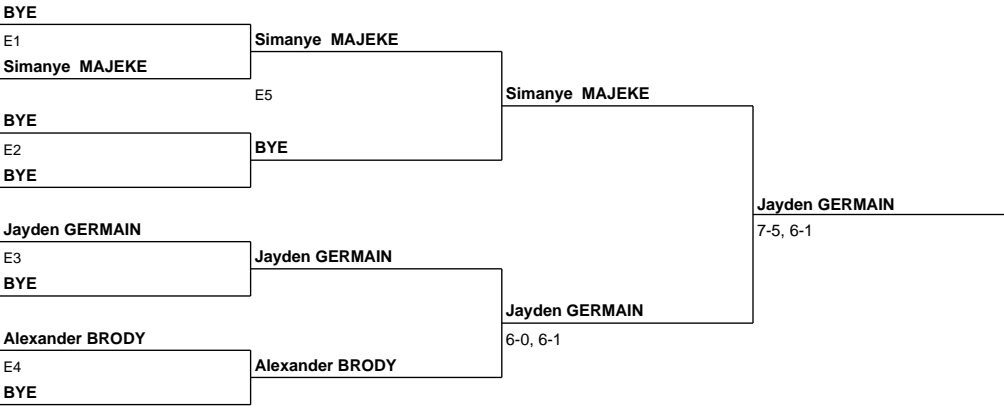 BYE
E1
Simanye MAJEKE
BYE
E2
BYE
Jayden GERMAIN
E3
BYE
Alexander BRODY
E4
BYE
Simanye MAJEKE
E5
BYE
Jayden GERMAIN
Alexander BRODY
Simanye MAJEKE
Jayden GERMAIN
6-0, 6-1
Jayden GERMAIN
7-5, 6-1